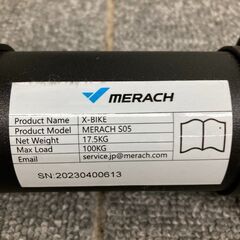 MERACH
Product Name X-BIKE
Product Model MERACH S05
Net Weight 17.5KG
Max Load 100KG
Email service.jp@merach.com
SN:20230400613